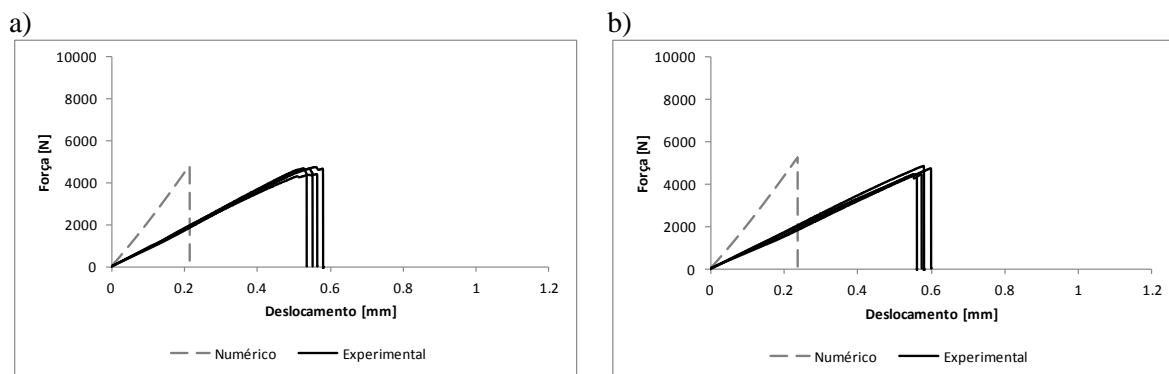 a)
10000
8000
6000
4000
2000
0
Força [N]
0 0.2 0.4 0.6 0.8 1 1.2
Deslocamento [mm]
Numérico Experimental
b)
10000
8000
6000
4000
2000
0
Força [N]
0 0.2 0.4 0.6 0.8 1 1.2
Deslocamento [mm]
Numérico Experimental